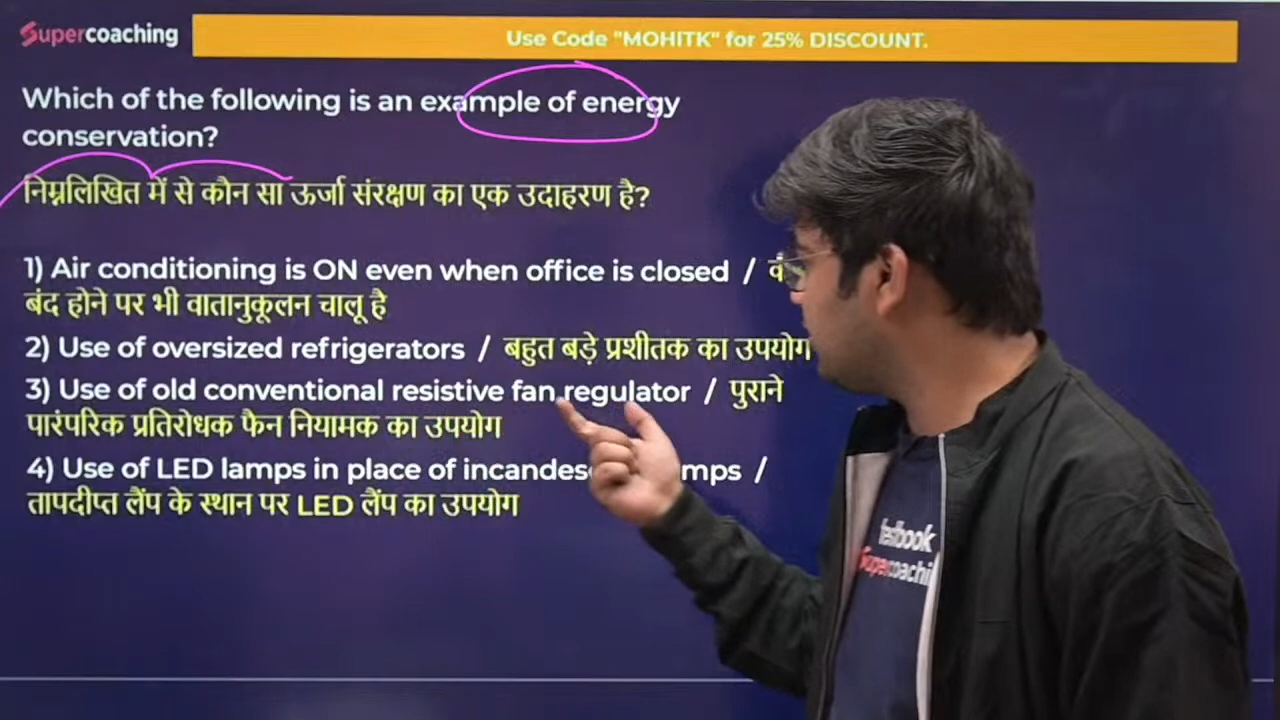 Supercoaching
Use Code "MOHITK" for 25% DISCOUNT.
Which of the following is an example of energy
conservation?
निम्नलिखित में से कौन सा ऊर्जा संरक्षण का एक उदाहरण है?
1) Air conditioning is ON even when office is closed /
बंद होने पर भी वातानुकूलन चालू है
2) Use of oversized refrigerators / बहुत बड़े प्रशीतक का उपयोग
3) Use of old conventional resistive fan regulator / पुराने
पारंपरिक प्रतिरोधक फैन नियामक का उपयोग
4) Use of LED lamps in place of /
तापदीप्त लैंप के स्थान पर LED लैंप का उपयोग
testbook
Supercoachi